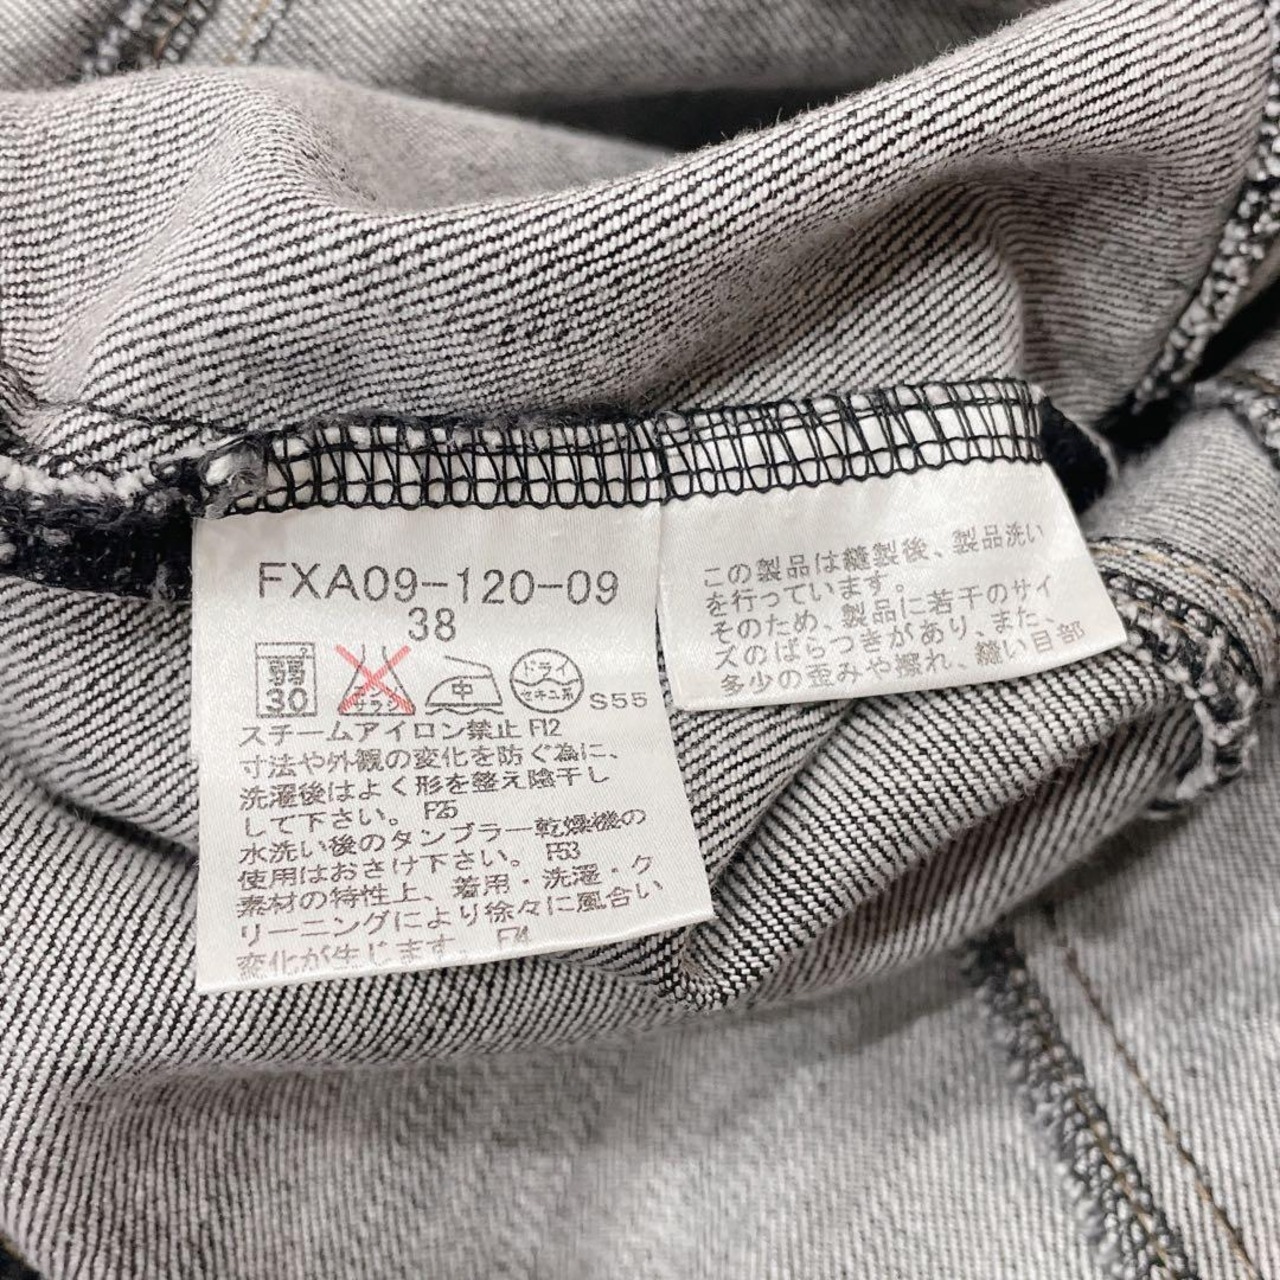 FXA09-120-09
38
弱
30
サラシ
中
ドライ
セキユ系
S55
スチームアイロン禁止 F12
寸法や外観の変化を防ぐ為に、
洗濯後はよく形を整え陰干し
して下さい。 F25
水洗い後のタンブラー乾燥機の
使用はおさけ下さい。 F53
素材の特性上、着用・洗濯・ク
リーニングにより徐々に風合い
変化が生じます。 F74
この製品は縫製後、製品洗い
を行っています。
そのため、製品に若干のサイ
ズのばらつきがあり、また、
多少の歪みや擦れ、縫い目部